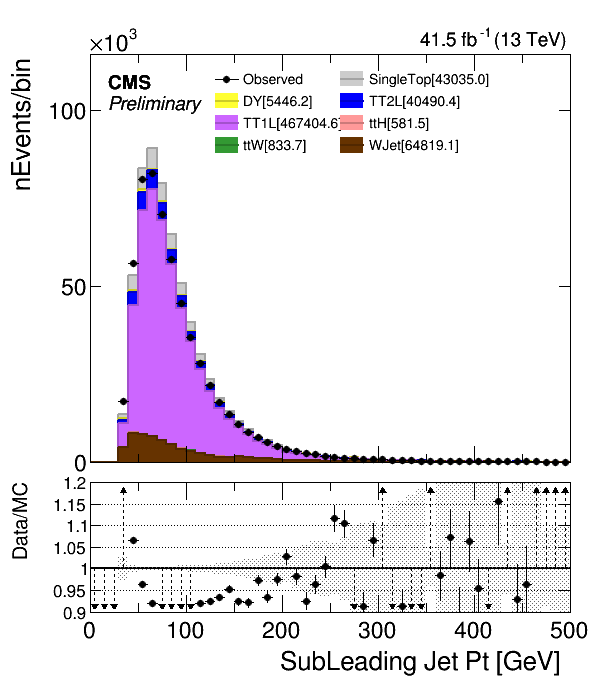 ×10³
41.5 fb⁻¹ (13 TeV)
nEvents/bin
CMS
Preliminary
Observed
SingleTop[43035.0]
DY[5446.2]
TT2L[40490.4]
TT1L[467404.6]
ttH[581.5]
ttW[833.7]
WJet[64819.1]
100
50
0
Data/MC
1.2
1.15
1.1
1.05
1
0.95
0.9
0 100 200 300 400 500
SubLeading Jet Pt [GeV]